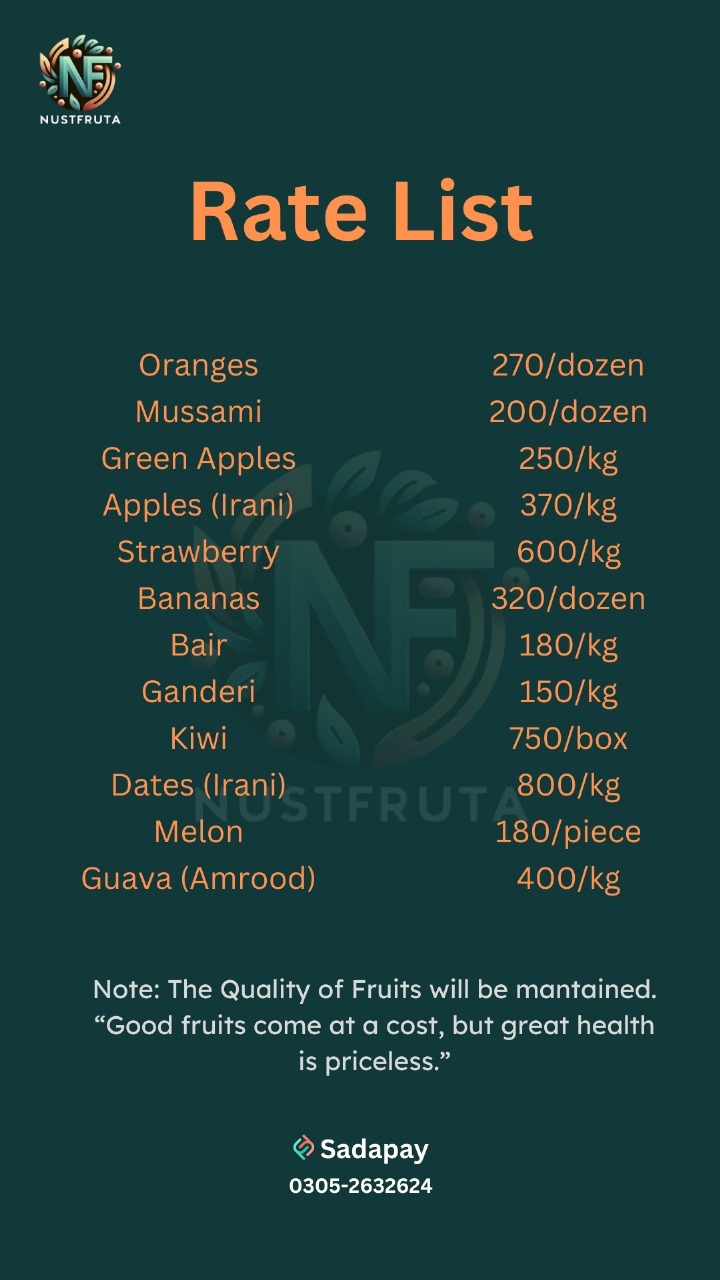 NF
NUSTFRUTA
Rate List
Oranges 270/dozen
Mussami 200/dozen
Green Apples 250/kg
Apples (Irani) 370/kg
Strawberry 600/kg
Bananas 320/dozen
Bair 180/kg
Ganderi 150/kg
Kiwi 750/box
Dates (Irani) 800/kg
Melon 180/piece
Guava (Amrood) 400/kg
NF
NUSTFRUTA
Note: The Quality of Fruits will be mantained.
“Good fruits come at a cost, but great health
is priceless.”
Sadapay
0305-2632624